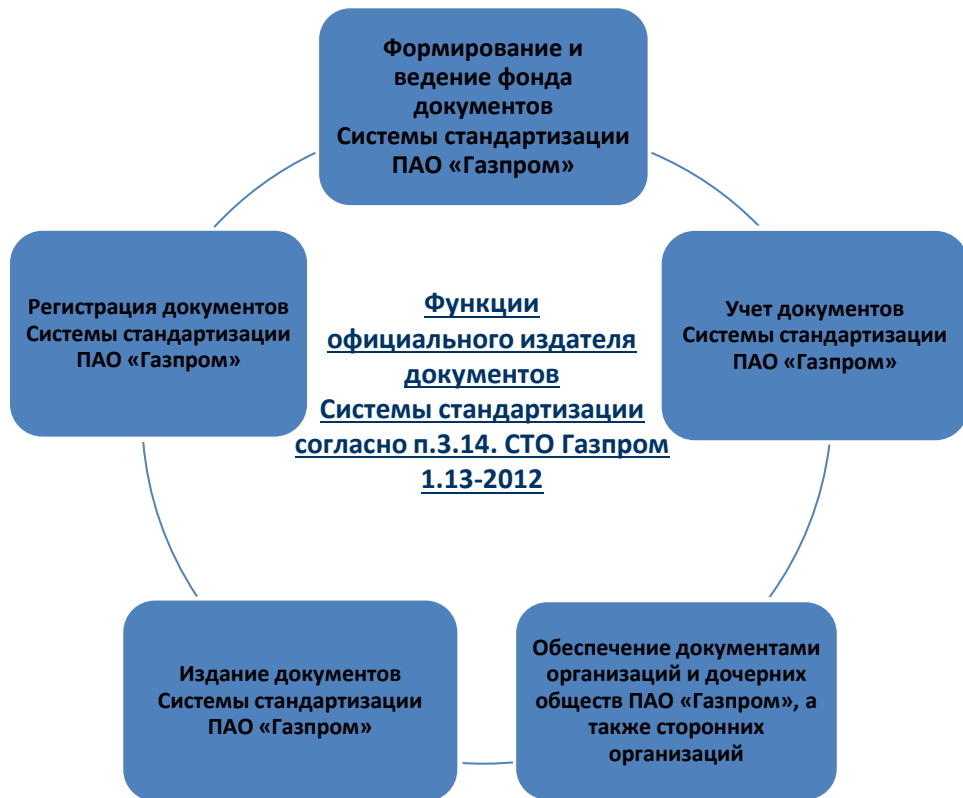 Формирование и
ведение фонда
документов
Системы стандартизации
ПАО «Газпром»
Регистрация документов
Системы стандартизации
ПАО «Газпром»
Функции
официального издателя
документов
Системы стандартизации
согласно п.3.14. СТО Газпром
1.13-2012
Учет документов
Системы стандартизации
ПАО «Газпром»
Издание документов
Системы стандартизации
ПАО «Газпром»
Обеспечение документами
организаций и дочерних
обществ ПАО «Газпром», а
также сторонних
организаций